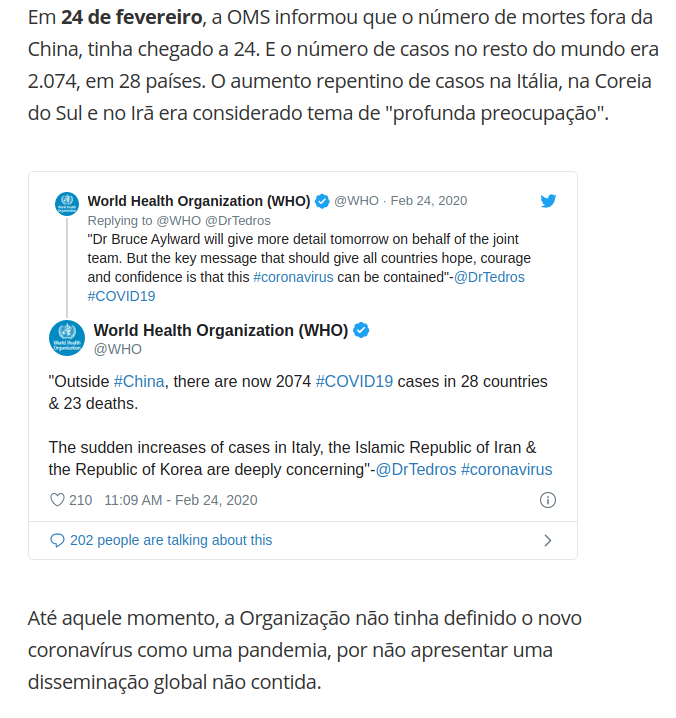 Em 24 de fevereiro, a OMS informou que o número de mortes fora da
China, tinha chegado a 24. E o número de casos no resto do mundo era
2.074, em 28 países. O aumento repentino de casos na Itália, na Coreia
do Sul e no Irã era considerado tema de "profunda preocupação".
World Health Organization (WHO) @WHO · Feb 24, 2020
Replying to @WHO @DrTedros
"Dr Bruce Aylward will give more detail tomorrow on behalf of the joint
team. But the key message that should give all countries hope, courage
and confidence is that this #coronavirus can be contained"-@DrTedros
#COVID19
World Health Organization (WHO)
@WHO
"Outside #China, there are now 2074 #COVID19 cases in 28 countries
& 23 deaths.
The sudden increases of cases in Italy, the Islamic Republic of Iran &
the Republic of Korea are deeply concerning"-@DrTedros #coronavirus
210 11:09 AM - Feb 24, 2020
202 people are talking about this
Até aquele momento, a Organização não tinha definido o novo
coronavírus como uma pandemia, por não apresentar uma
disseminação global não contida.